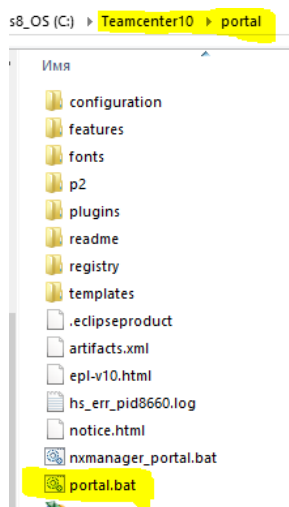 s8_OS (C:) ▸ Teamcenter10 ▸ portal
Имя
configuration
features
fonts
p2
plugins
readme
registry
templates
.eclipseproduct
artifacts.xml
epl-v10.html
hs_err_pid8660.log
notice.html
nxmanager_portal.bat
portal.bat